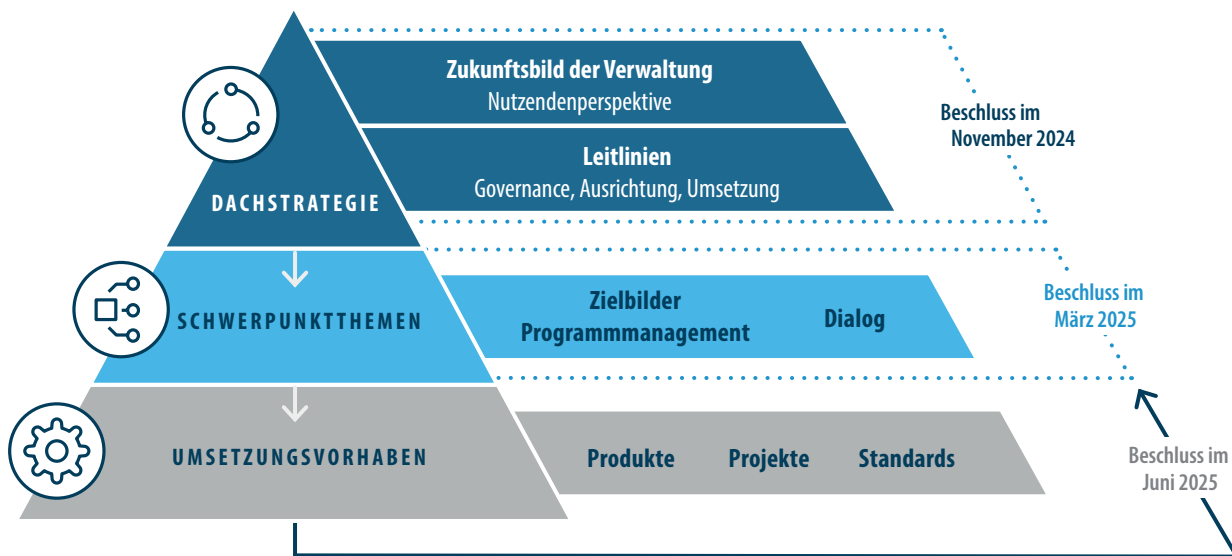 Zukunftsbild der Verwaltung
Nutzendenperspektive
Leitlinien
Governance, Ausrichtung, Umsetzung
DACHSTRATEGIE
Beschluss im
November 2024
SCHWERPUNKTTHEMEN
Zielbilder
Programmmanagement
Dialog
Beschluss im
März 2025
UMSETZUNGSVORHABEN
Produkte
Projekte
Standards
Beschluss im
Juni 2025